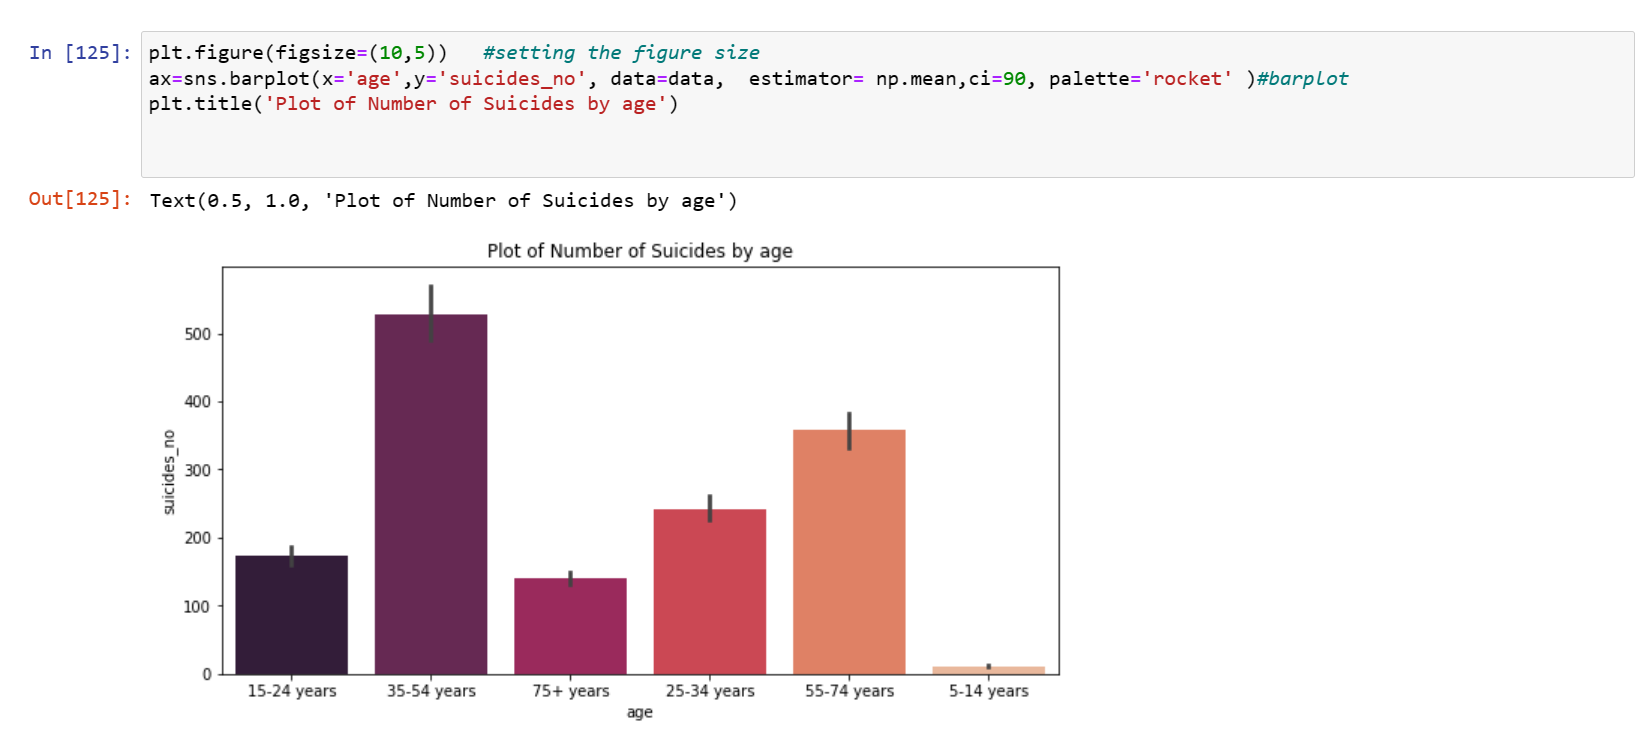 In [125]: plt.figure(figsize=(10,5))   #setting the figure size
ax=sns.barplot(x='age',y='suicides_no', data=data,  estimator= np.mean,ci=90, palette='rocket' )#barplot
plt.title('Plot of Number of Suicides by age')
Out[125]: Text(0.5, 1.0, 'Plot of Number of Suicides by age')
Plot of Number of Suicides by age
500
400
300
200
100
0
suicides_no
15-24 years 35-54 years 75+ years 25-34 years 55-74 years 5-14 years
age